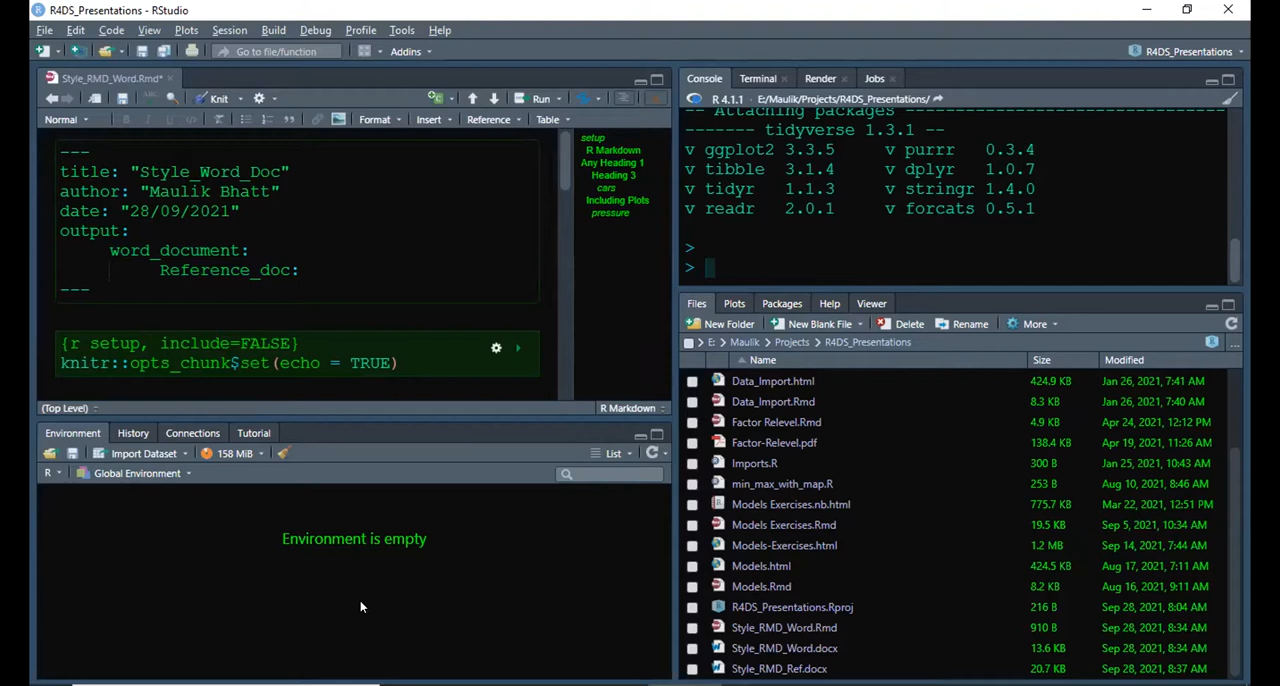 R4DS_Presentations - RStudio
File Edit Code View Plots Session Build Debug Profile Tools Help
Go to file/function Addins R4DS_Presentations
Style_RMD_Word.Rmd*
Knit Run
Normal Format Insert Reference Table
---
title: "Style_Word_Doc"
author: "Maulik Bhatt"
date: "28/09/2021"
output:
word_document:
Reference_doc:
---
{r setup, include=FALSE}
knitr::opts_chunk$set(echo = TRUE)
setup
R Markdown
Any Heading 1
Heading 3
cars
Including Plots
pressure
(Top Level) R Markdown
Environment History Connections Tutorial
Import Dataset 158 MiB List
R Global Environment
Environment is empty
Console Terminal Render Jobs
R 4.1.1 . E:/Maulik/Projects/R4DS_Presentations/
-- Attaching packages -----------------------------
------- tidyverse 1.3.1 --
v ggplot2 3.3.5 v purrr 0.3.4
v tibble 3.1.4 v dplyr 1.0.7
v tidyr 1.1.3 v stringr 1.4.0
v readr 2.0.1 v forcats 0.5.1
>
>
Files Plots Packages Help Viewer
New Folder New Blank File Delete Rename More
E: > Maulik > Projects > R4DS_Presentations
Name Size Modified
Data_Import.html 424.9 KB Jan 26, 2021, 7:41 AM
Data_Import.Rmd 8.3 KB Jan 26, 2021, 7:40 AM
Factor Relevel.Rmd 4.9 KB Apr 24, 2021, 12:12 PM
Factor-Relevel.pdf 138.4 KB Apr 19, 2021, 11:26 AM
Imports.R 300 B Jan 25, 2021, 10:43 AM
min_max_with_map.R 253 B Aug 10, 2021, 8:46 AM
Models Exercises.nb.html 775.7 KB Mar 22, 2021, 12:51 PM
Models Exercises.Rmd 19.5 KB Sep 5, 2021, 10:34 AM
Models-Exercises.html 1.2 MB Sep 14, 2021, 7:44 AM
Models.html 424.5 KB Aug 17, 2021, 7:11 AM
Models.Rmd 8.2 KB Aug 16, 2021, 9:11 AM
R4DS_Presentations.Rproj 216 B Sep 28, 2021, 8:04 AM
Style_RMD_Word.Rmd 910 B Sep 28, 2021, 8:34 AM
Style_RMD_Word.docx 13.6 KB Sep 28, 2021, 8:34 AM
Style_RMD_Ref.docx 20.7 KB Sep 28, 2021, 8:37 AM